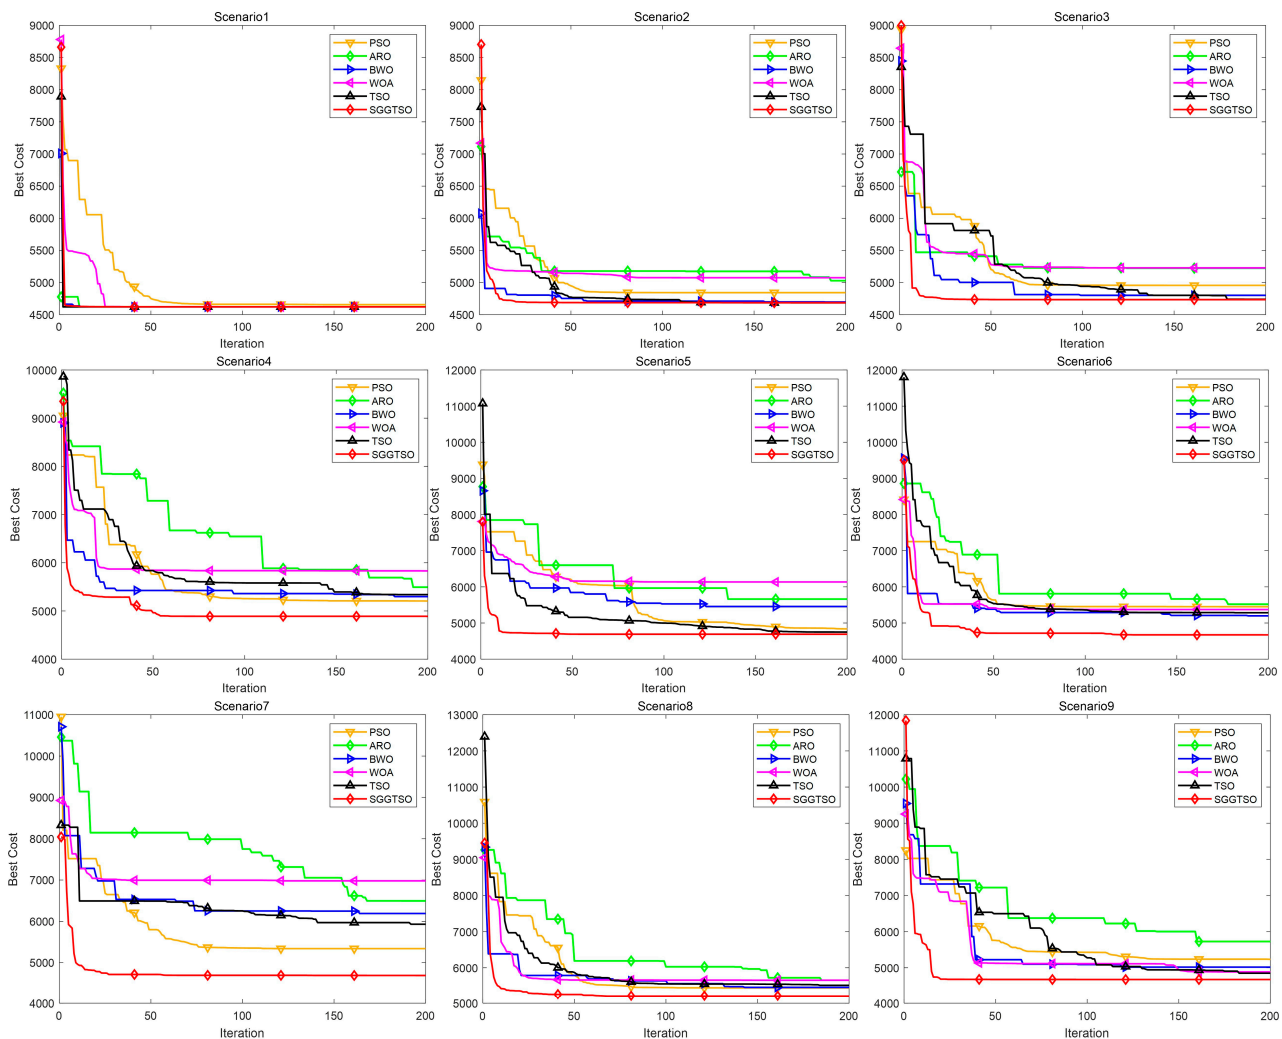 Scenario1
9000
8500
8000
7500
7000
6500
6000
5500
5000
4500
Best Cost
0 50 100 150 200
Iteration
PSO
ARO
BWO
WOA
TSO
SGGTSO
Scenario2
9000
8500
8000
7500
7000
6500
6000
5500
5000
4500
Best Cost
0 50 100 150 200
Iteration
PSO
ARO
BWO
WOA
TSO
SGGTSO
Scenario3
9000
8500
8000
7500
7000
6500
6000
5500
5000
4500
Best Cost
0 50 100 150 200
Iteration
PSO
ARO
BWO
WOA
TSO
SGGTSO
Scenario4
10000
9000
8000
7000
6000
5000
4000
Best Cost
0 50 100 150 200
Iteration
PSO
ARO
BWO
WOA
TSO
SGGTSO
Scenario5
12000
11000
10000
9000
8000
7000
6000
5000
4000
Best Cost
0 50 100 150 200
Iteration
PSO
ARO
BWO
WOA
TSO
SGGTSO
Scenario6
12000
11000
10000
9000
8000
7000
6000
5000
4000
Best Cost
0 50 100 150 200
Iteration
PSO
ARO
BWO
WOA
TSO
SGGTSO
Scenario7
11000
10000
9000
8000
7000
6000
5000
4000
Best Cost
0 50 100 150 200
Iteration
PSO
ARO
BWO
WOA
TSO
SGGTSO
Scenario8
13000
12000
11000
10000
9000
8000
7000
6000
5000
Best Cost
0 50 100 150 200
Iteration
PSO
ARO
BWO
WOA
TSO
SGGTSO
Scenario9
12000
11000
10000
9000
8000
7000
6000
5000
4000
Best Cost
0 50 100 150 200
Iteration
PSO
ARO
BWO
WOA
TSO
SGGTSO